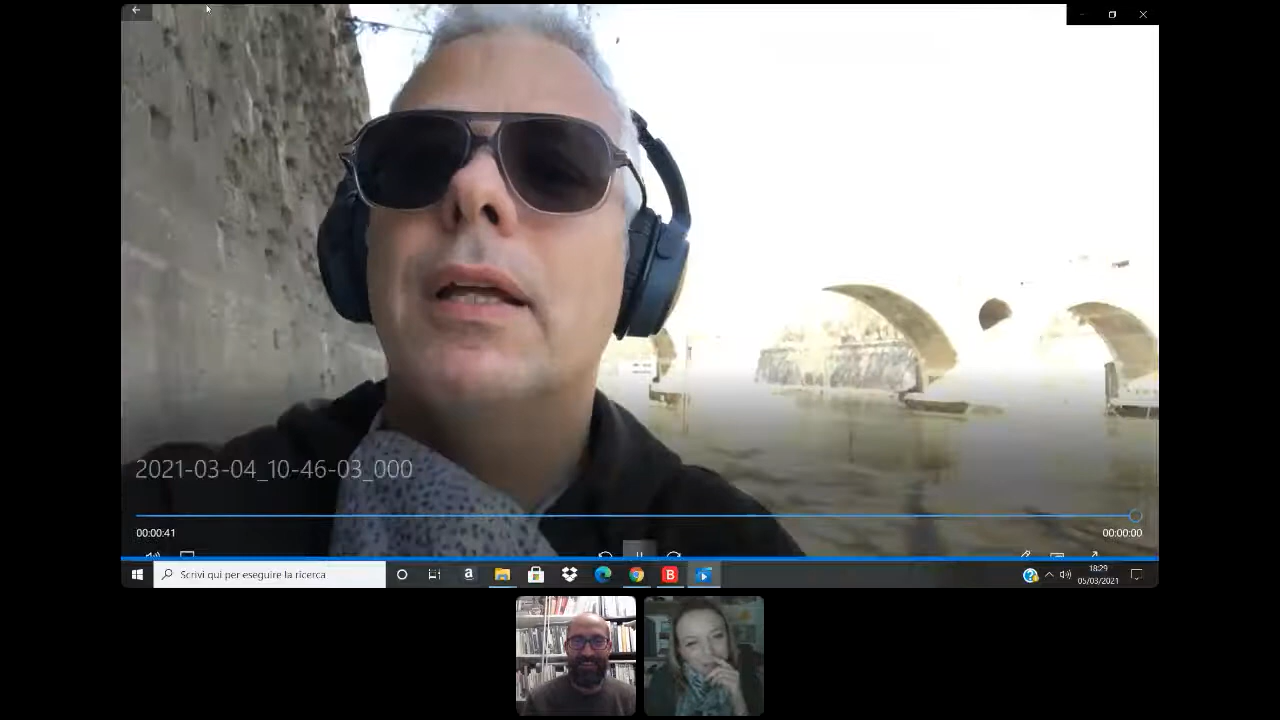 2021-03-04_10-46-03_000
00:00:41
00:00:00
Scrivi qui per eseguire la ricerca
a
B
?
18:29
05/03/2021